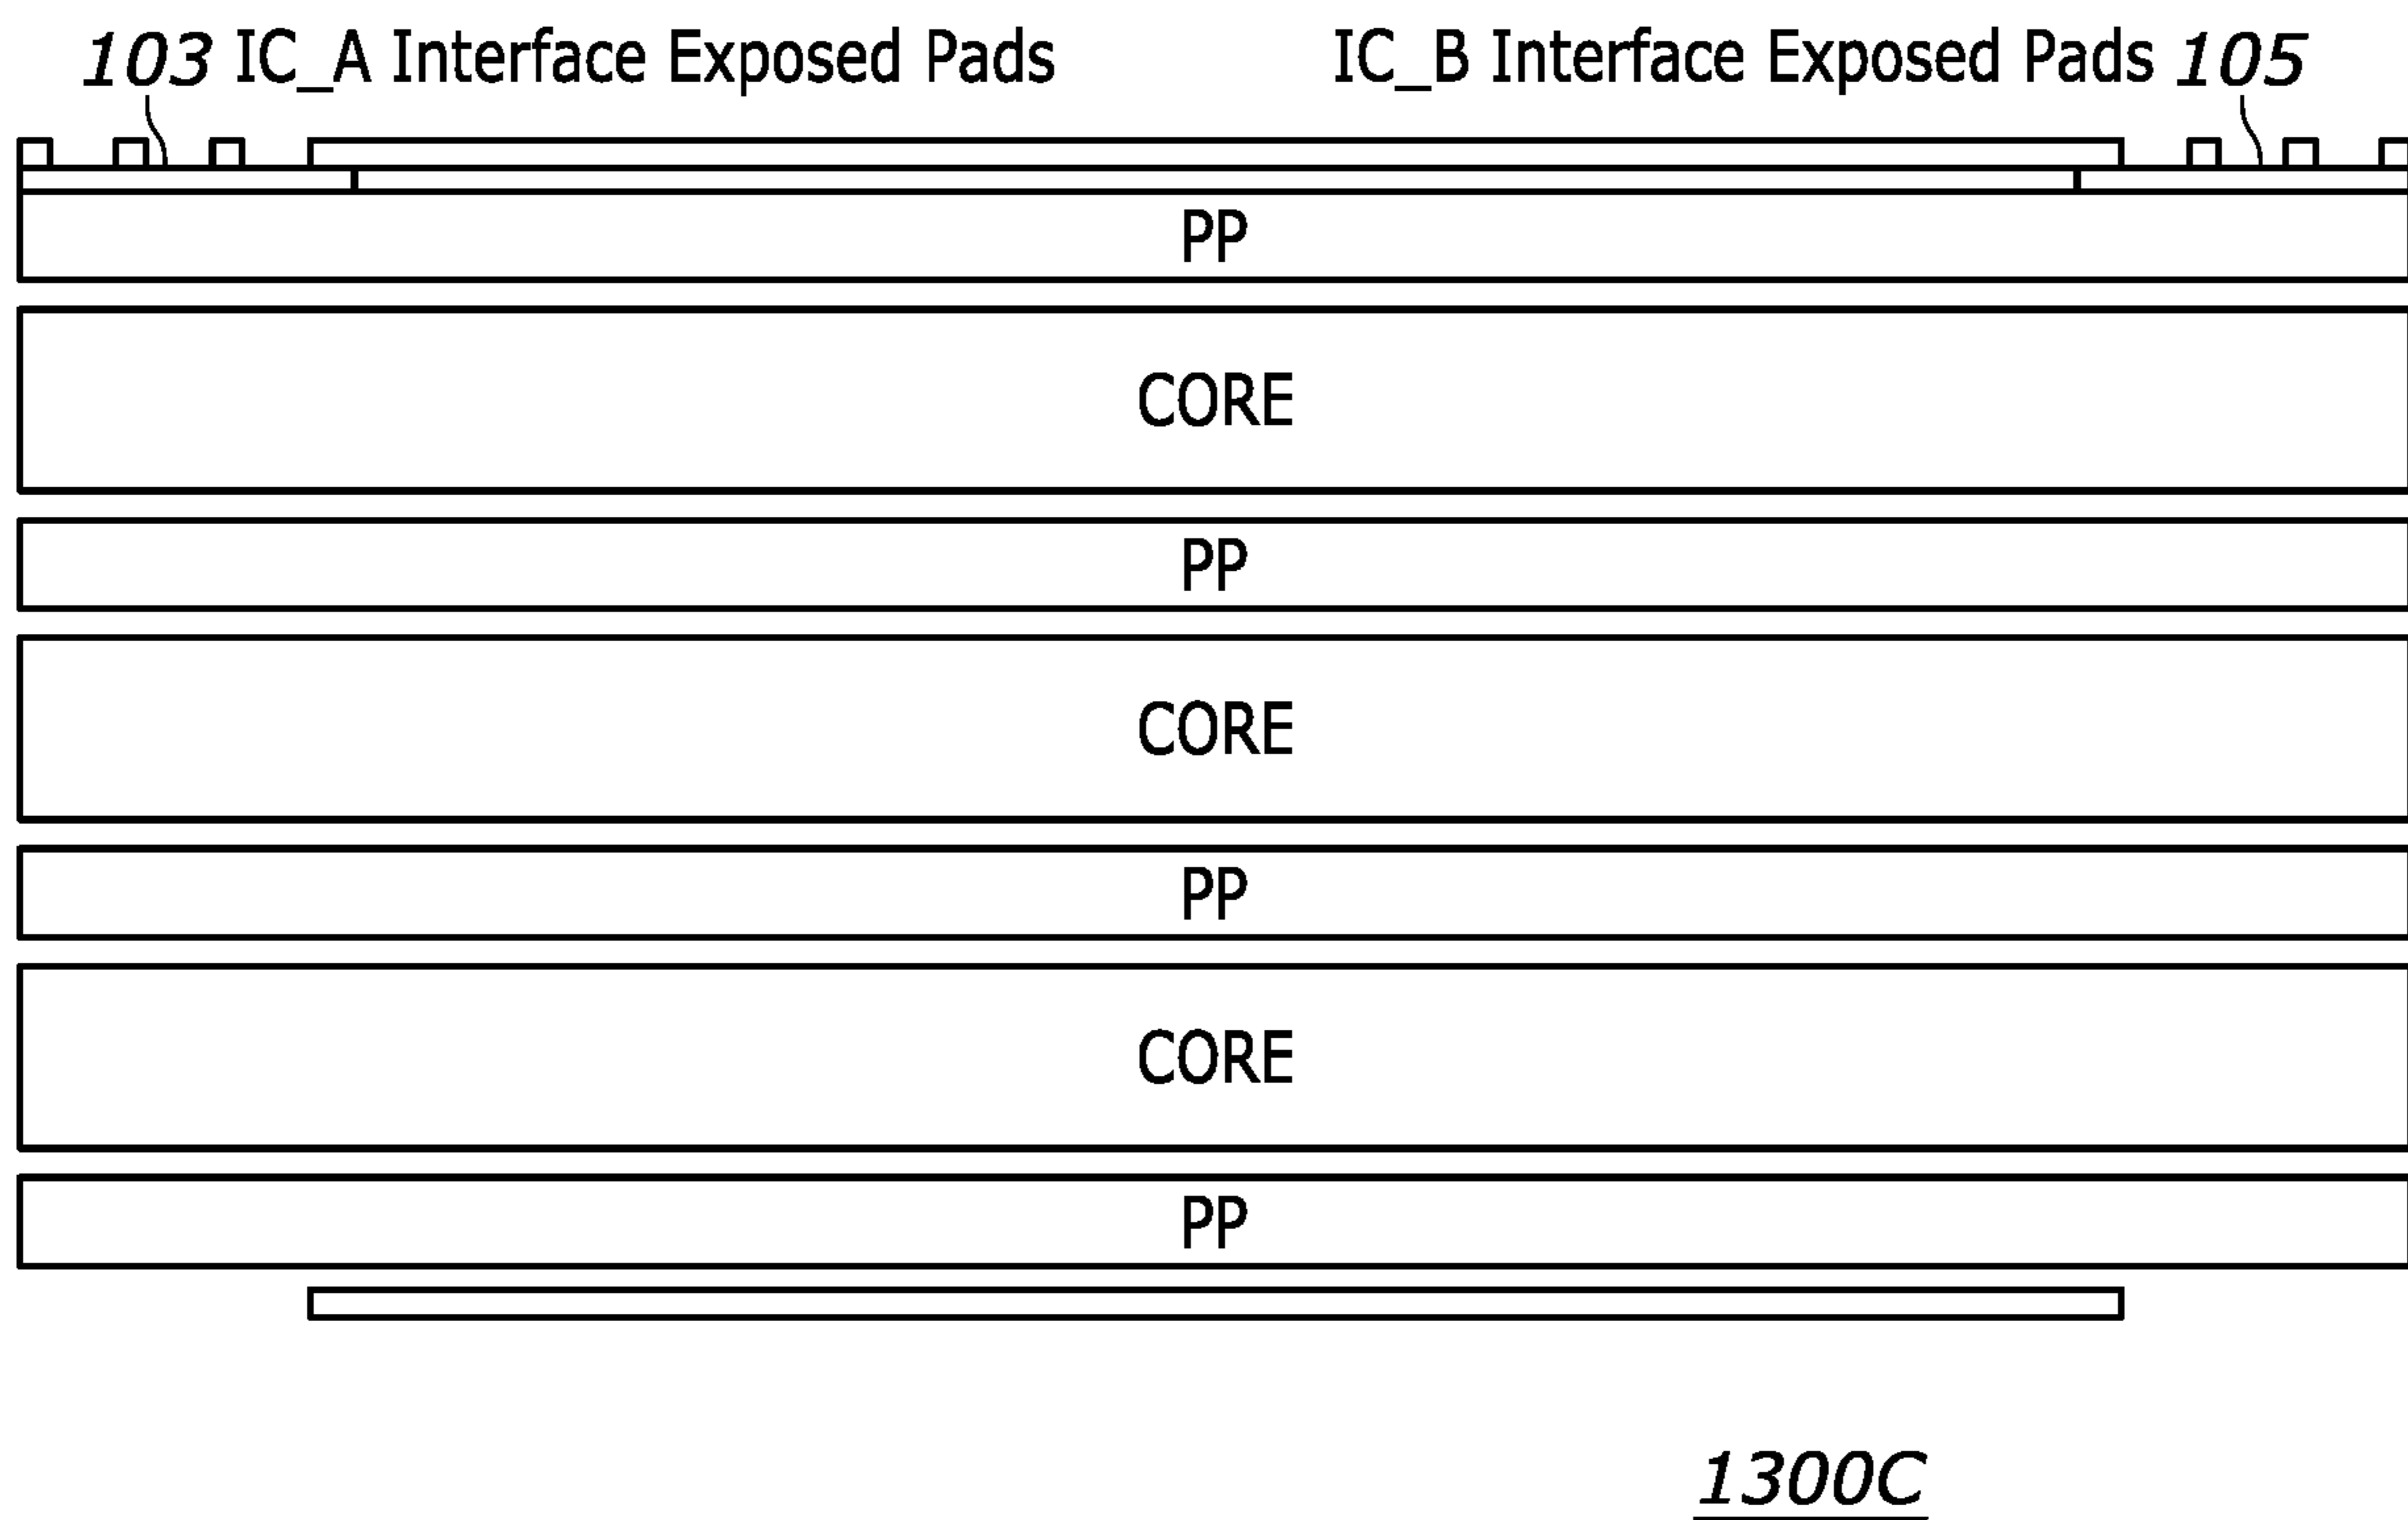 103 IC_A Interface Exposed Pads
IC_B Interface Exposed Pads 105
PP
CORE
PP
CORE
PP
CORE
PP
1300C